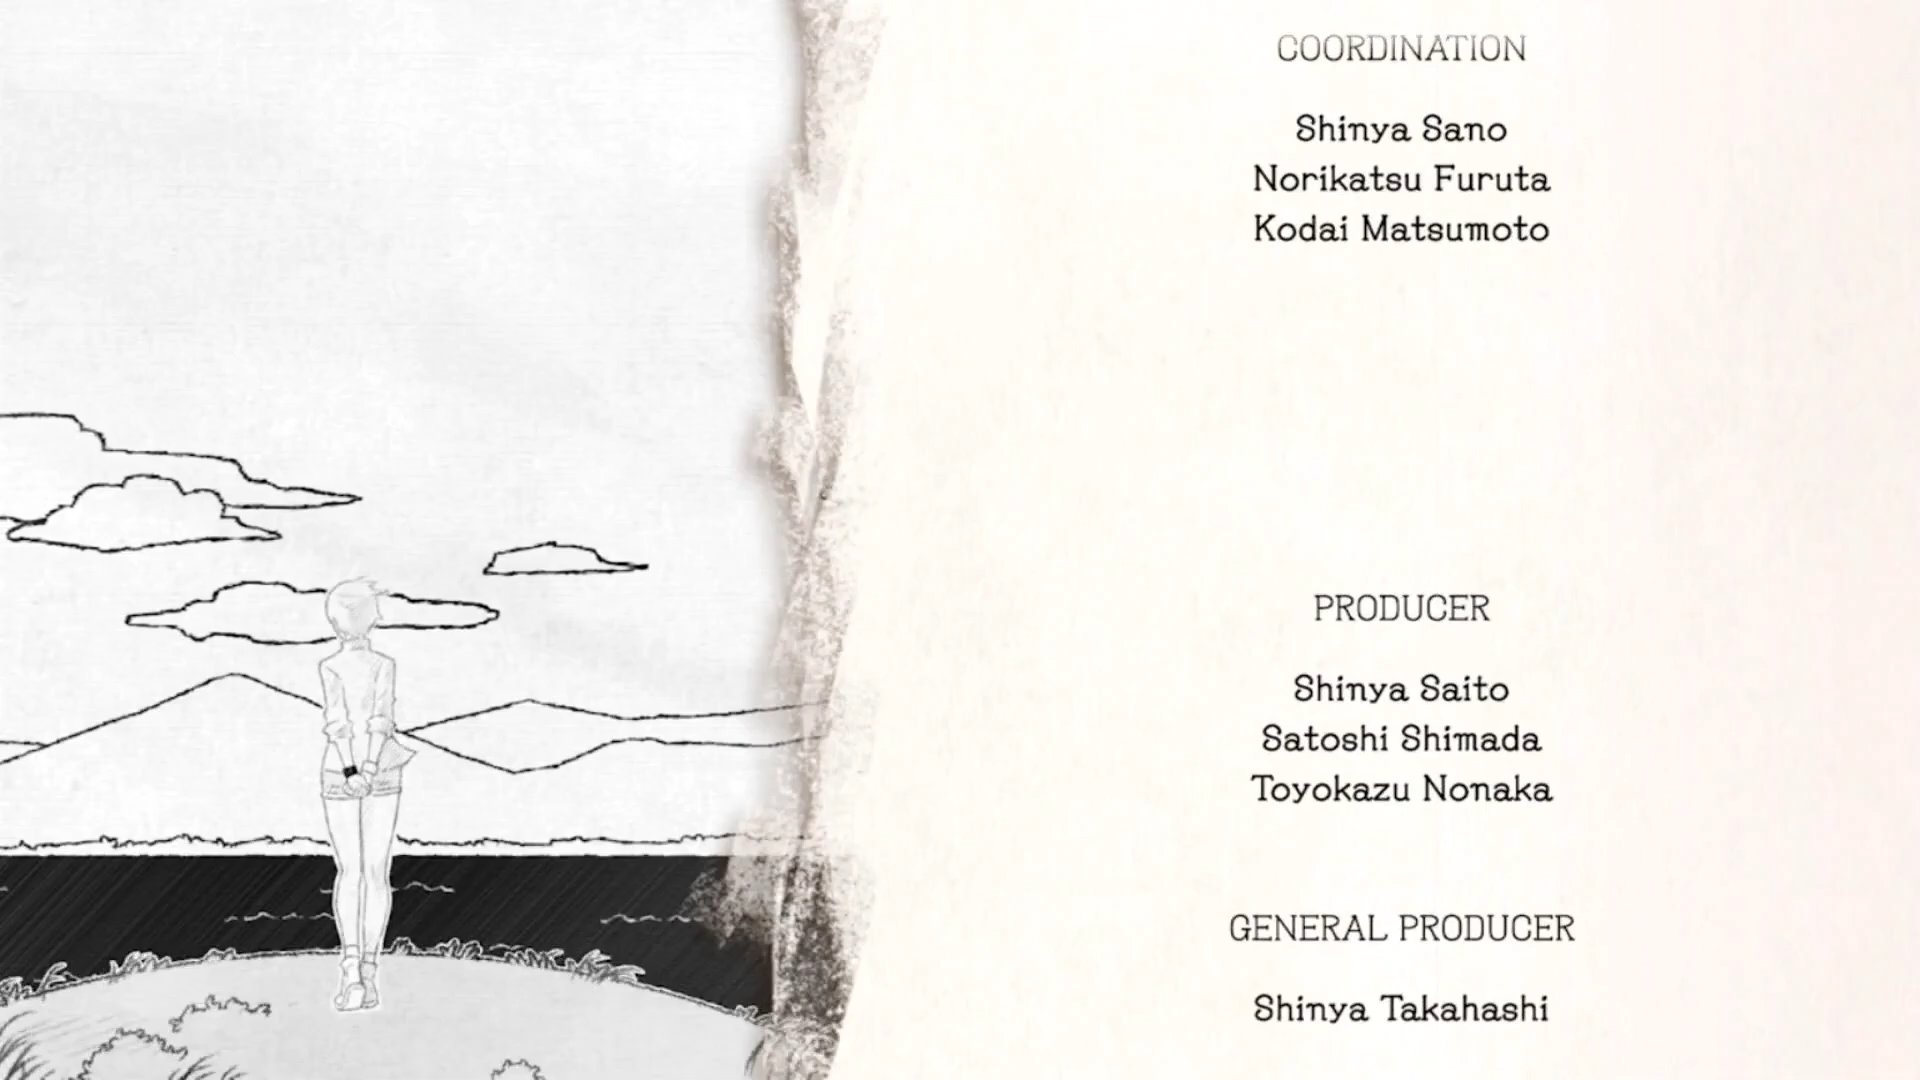 COORDINATION
Shinya Sano
Norikatsu Furuta
Kodai Matsumoto
PRODUCER
Shinya Saito
Satoshi Shimada
Toyokazu Nonaka
GENERAL PRODUCER
Shinya Takahashi